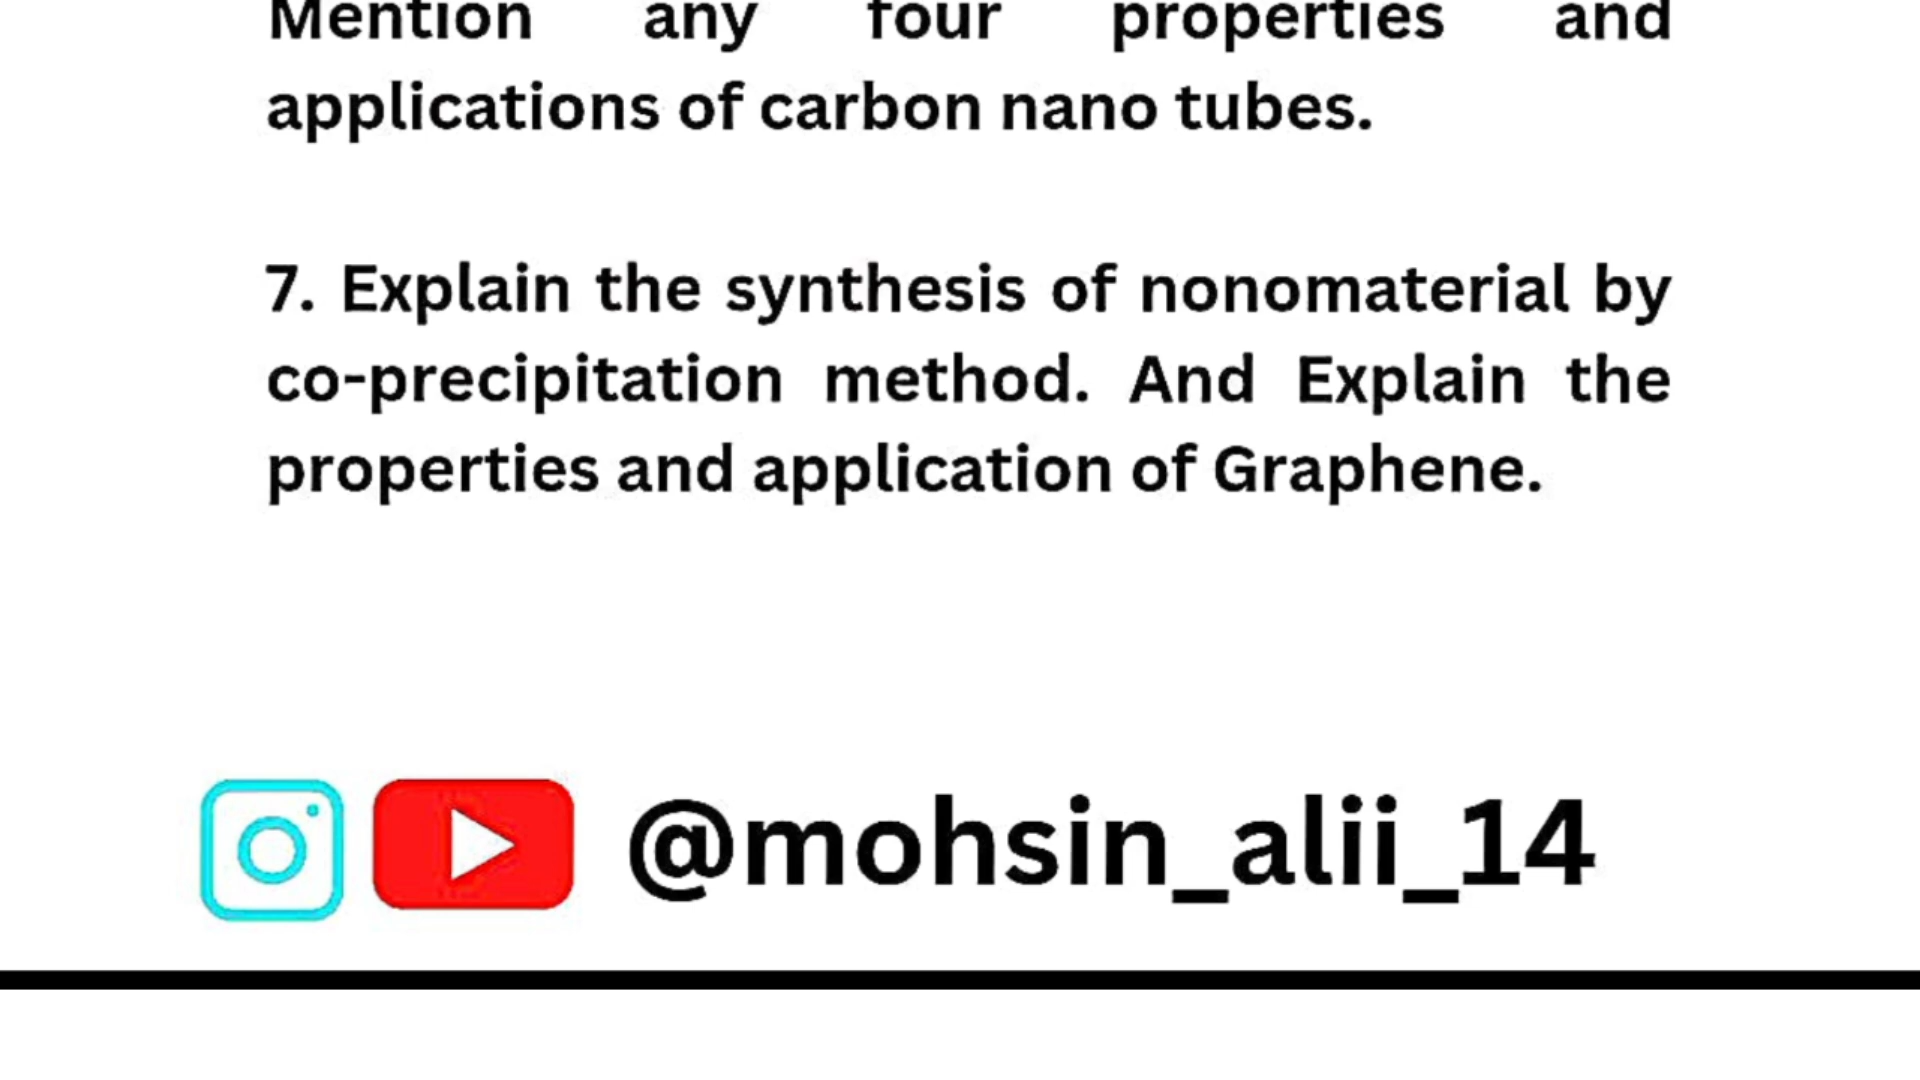 Mention any four properties and
applications of carbon nano tubes.
7. Explain the synthesis of nonomaterial by
co-precipitation method. And Explain the
properties and application of Graphene.
@mohsin_alii_14